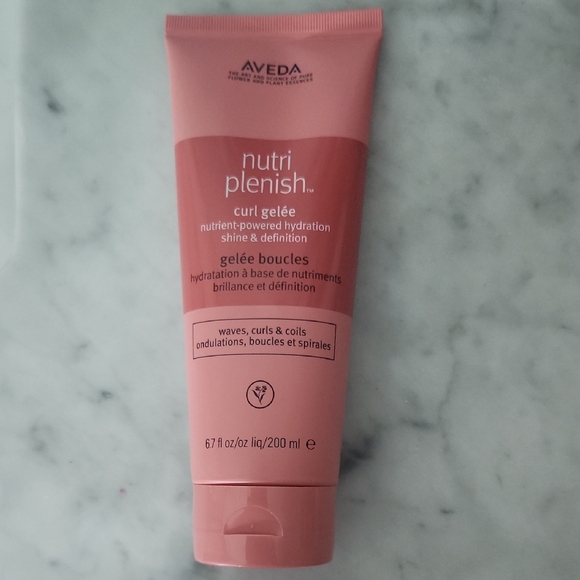 AVEDA
THE ART AND SCIENCE OF PURE
FLOWER AND PLANT ESSENCES
nutri
plenish™
curl gelée
nutrient-powered hydration
shine & definition
gelée boucles
hydratation à base de nutriments
brillance et définition
waves, curls & coils
ondulations, boucles et spirales
6.7 fl oz/oz liq/200 ml ℮